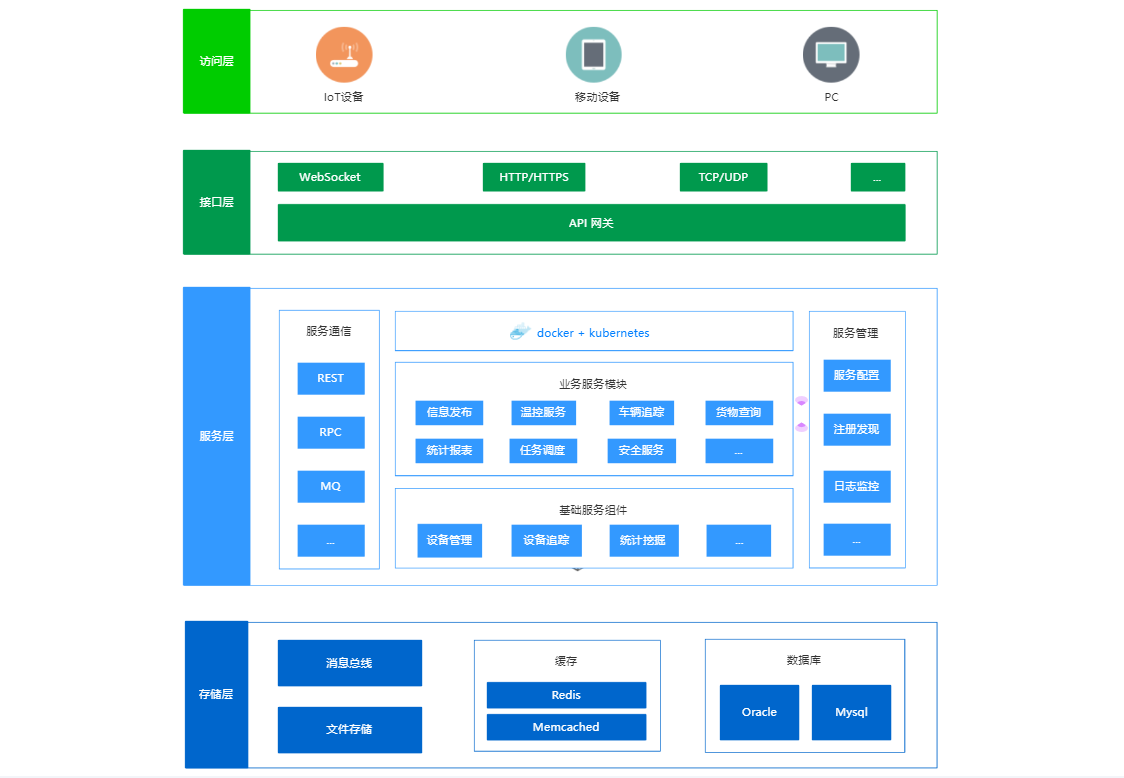 访问层
IoT设备
移动设备
PC
接口层
WebSocket
HTTP/HTTPS
TCP/UDP
...
API 网关
服务层
服务通信
REST
RPC
MQ
...
docker + kubernetes
业务服务模块
信息发布
温控服务
车辆追踪
货物查询
统计报表
任务调度
安全服务
...
基础服务组件
设备管理
设备追踪
统计挖掘
...
服务管理
服务配置
注册发现
日志监控
...
存储层
消息总线
文件存储
缓存
Redis
Memcached
数据库
Oracle
Mysql